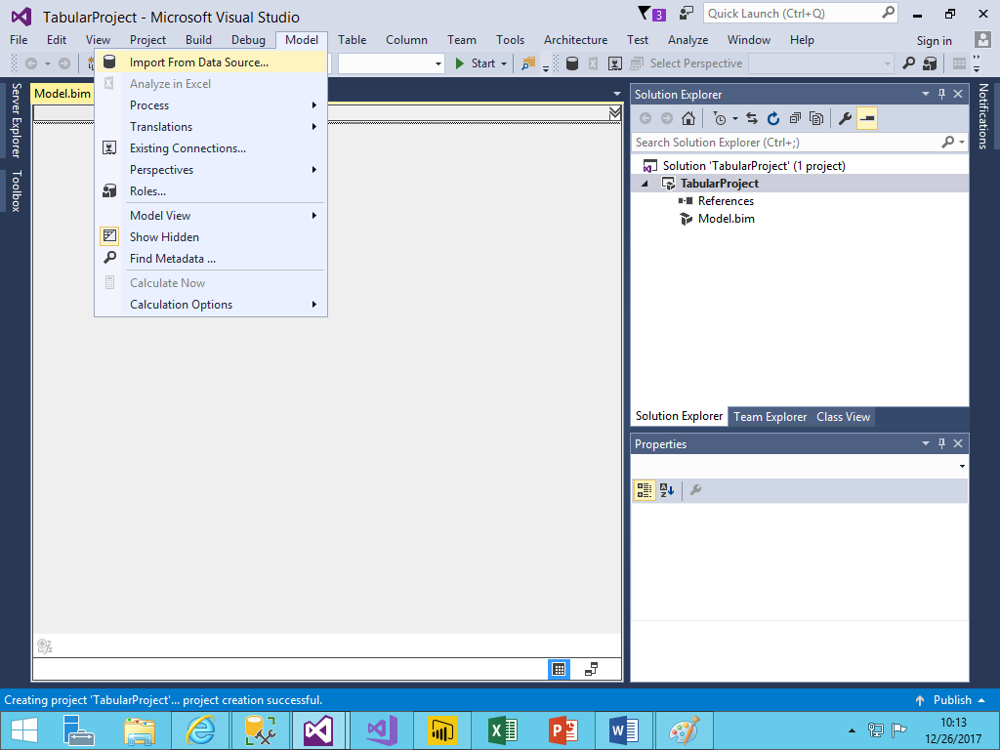 TabularProject - Microsoft Visual Studio
3
Quick Launch (Ctrl+Q)
File Edit View Project Build Debug Model Table Column Team Tools Architecture Test Analyze Window Help Sign in
Start
Select Perspective
Server Explorer
Toolbox
Model.bim
Import From Data Source...
Analyze in Excel
Process
Translations
Existing Connections...
Perspectives
Roles...
Model View
Show Hidden
Find Metadata ...
Calculate Now
Calculation Options
Solution Explorer
Search Solution Explorer (Ctrl+;)
Solution 'TabularProject' (1 project)
TabularProject
References
Model.bim
Solution Explorer Team Explorer Class View
Properties
Notifications
Creating project 'TabularProject'... project creation successful.
Publish
10:13
12/26/2017